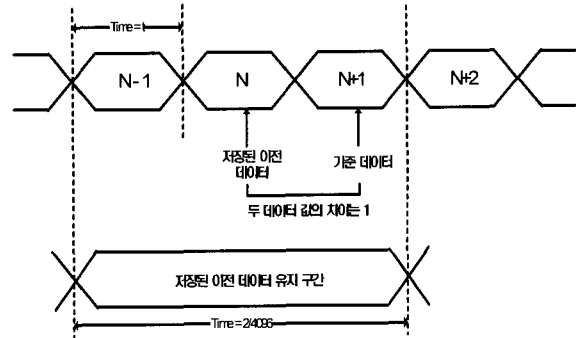 Time = t
N-1
N
N+1
N+2
저장된 이전
데이터
기준 데이터
두 데이터 값의 차이는 1
저장된 이전 데이터 유지 구간
Time = 2/4096